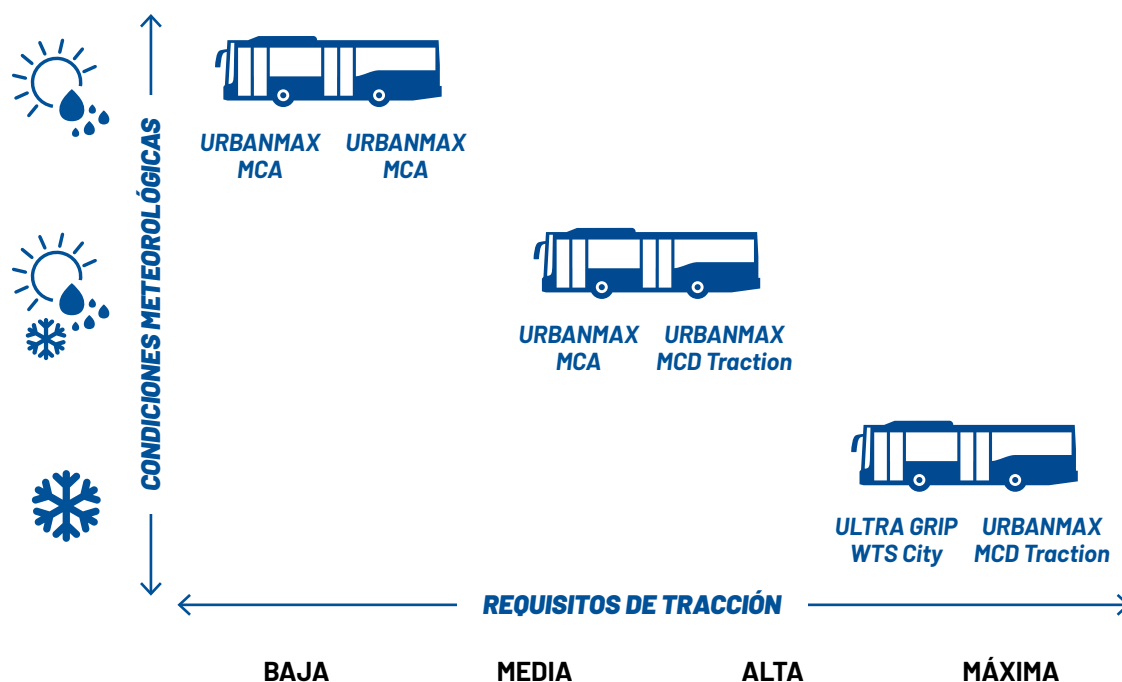 CONDICIONES METEOROLÓGICAS
URBANMAX
MCA
URBANMAX
MCA
URBANMAX
MCA
URBANMAX
MCD Traction
ULTRA GRIP
WTS City
URBANMAX
MCD Traction
REQUISITOS DE TRACCIÓN
BAJA
MEDIA
ALTA
MÁXIMA